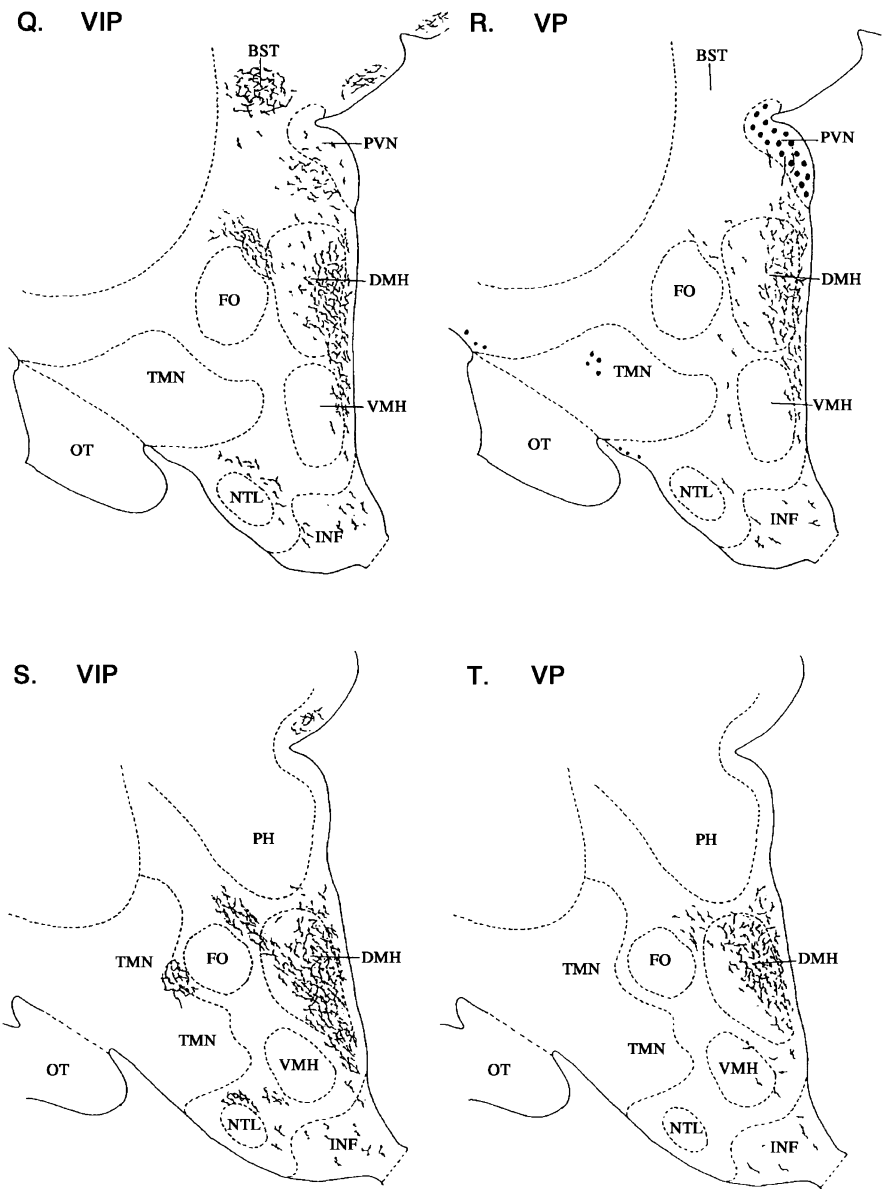 Q. VIP
BST
PVN
DMH
FO
TMN
VMH
OT
NTL
INF
R. VP
BST
PVN
DMH
FO
TMN
VMH
OT
NTL
INF
S. VIP
PH
DMH
TMN
FO
TMN
VMH
OT
NTL
INF
T. VP
PH
DMH
TMN
FO
TMN
VMH
OT
NTL
INF